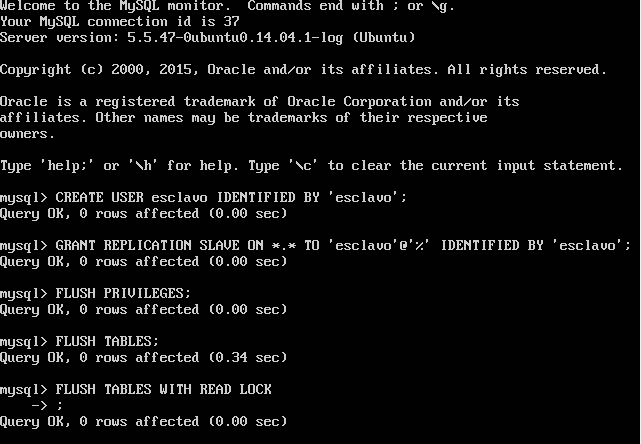 Welcome to the MySQL monitor.  Commands end with ; or \g.
Your MySQL connection id is 37
Server version: 5.5.47-0ubuntu0.14.04.1-log (Ubuntu)
Copyright (c) 2000, 2015, Oracle and/or its affiliates. All rights reserved.
Oracle is a registered trademark of Oracle Corporation and/or its
affiliates. Other names may be trademarks of their respective
owners.
Type 'help;' or '\h' for help. Type '\c' to clear the current input statement.
mysql> CREATE USER esclavo IDENTIFIED BY 'esclavo';
Query OK, 0 rows affected (0.00 sec)
mysql> GRANT REPLICATION SLAVE ON *.* TO 'esclavo'@'%' IDENTIFIED BY 'esclavo';
Query OK, 0 rows affected (0.00 sec)
mysql> FLUSH PRIVILEGES;
Query OK, 0 rows affected (0.00 sec)
mysql> FLUSH TABLES;
Query OK, 0 rows affected (0.34 sec)
mysql> FLUSH TABLES WITH READ LOCK
    -> ;
Query OK, 0 rows affected (0.00 sec)